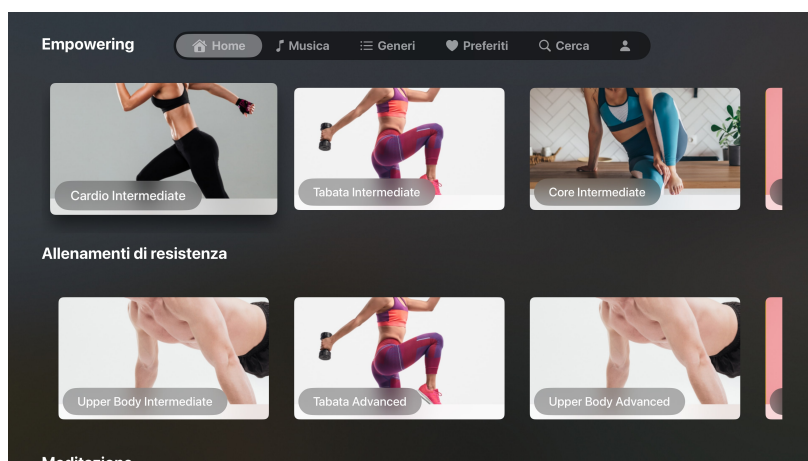 Empowering
Home
Musica
Generi
Preferiti
Cerca
Cardio Intermediate
Tabata Intermediate
Core Intermediate
Allenamenti di resistenza
Upper Body Intermediate
Tabata Advanced
Upper Body Advanced
Meditazione